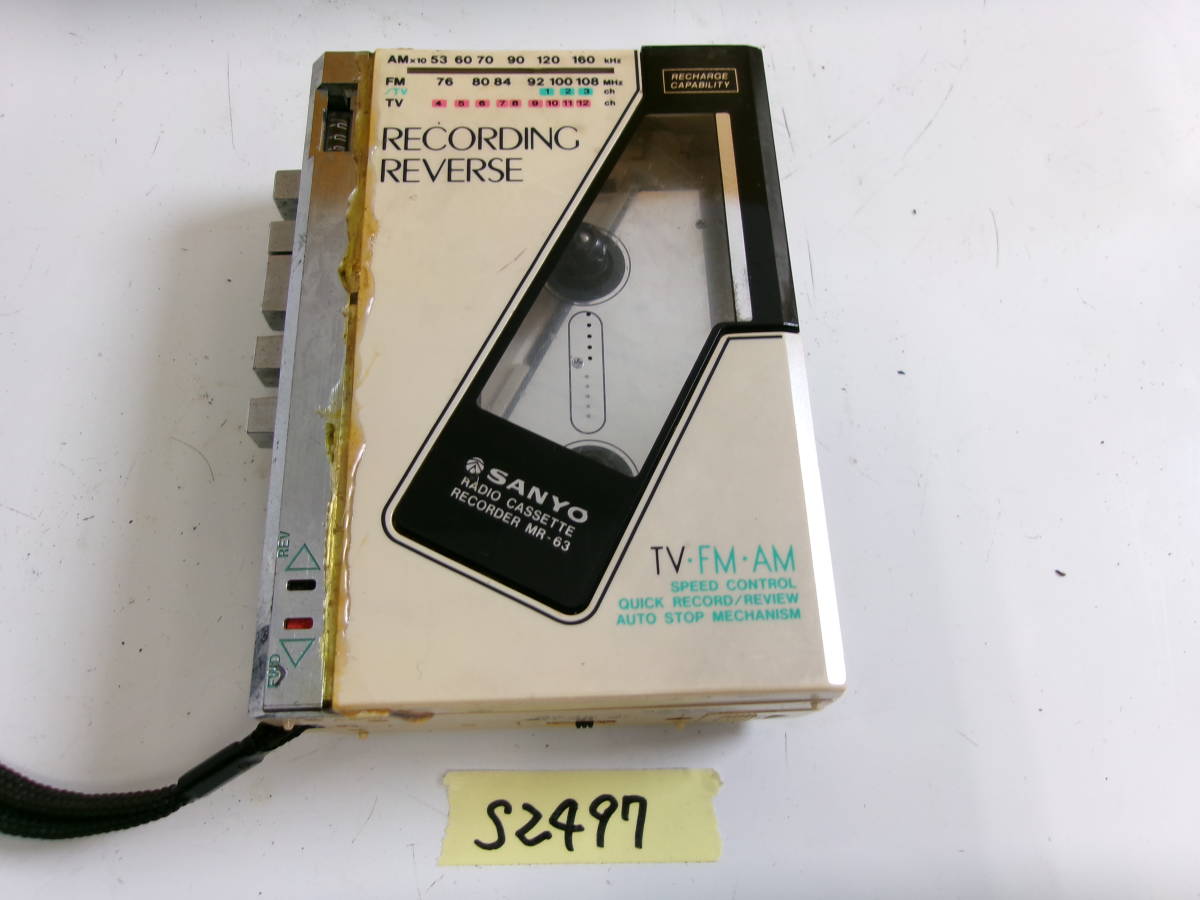 AM×10 53 60 70 90 120 160 kHz
FM 76 80 84 92 100 108 MHz
/TV 1 2 3 ch
TV 4 5 6 7 8 9 10 11 12 ch
RECORDING
REVERSE
RECHARGE
CAPABILITY
SANYO
RADIO CASSETTE
RECORDER MR-63
TV·FM·AM
SPEED CONTROL
QUICK RECORD/REVIEW
AUTO STOP MECHANISM
REV
FWD
S2497